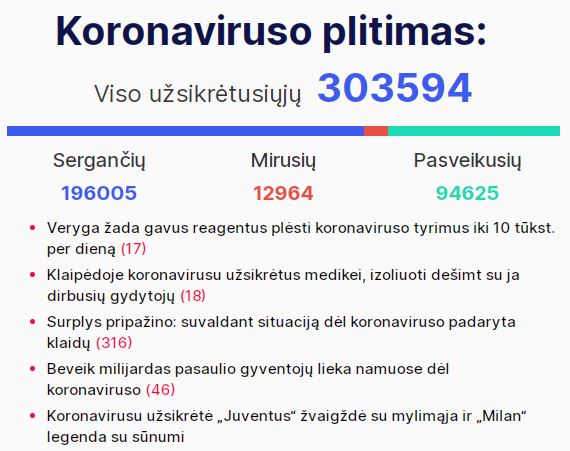 Koronaviruso plitimas:
Viso užsikrėtusiųjų 303594
Sergančių Mirusių Pasveikusių
196005 12964 94625
• Veryga žada gavus reagentus plėsti koronaviruso tyrimus iki 10 tūkst.
per dieną (17)
• Klaipėdoje koronavirusu užsikrėtus medikei, izoliuoti dešimt su ja
dirbusių gydytojų (18)
• Surplys pripažino: suvaldant situaciją dėl koronaviruso padaryta
klaidų (316)
• Beveik milijardas pasaulio gyventojų lieka namuose dėl
koronaviruso (46)
• Koronavirusu užsikrėtė „Juventus“ žvaigždė su mylimąja ir „Milan“
legenda su sūnumi